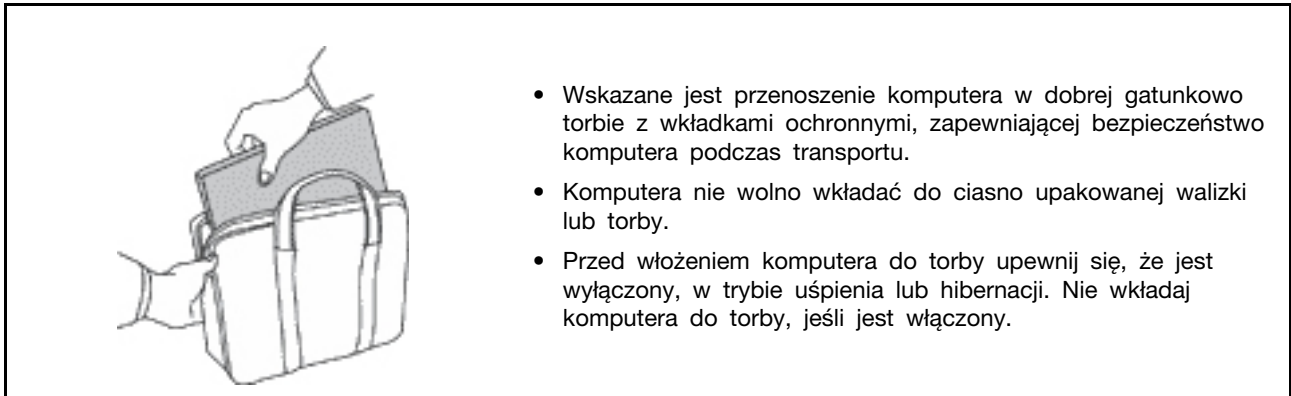 • Wskazane jest przenoszenie komputera w dobrej gatunkowo
torbie z wkładkami ochronnymi, zapewniającej bezpieczeństwo
komputera podczas transportu.
• Komputera nie wolno wkładać do ciasno upakowanej walizki
lub torby.
• Przed włożeniem komputera do torby upewnij się, że jest
wyłączony, w trybie uśpienia lub hibernacji. Nie wkładaj
komputera do torby, jeśli jest włączony.